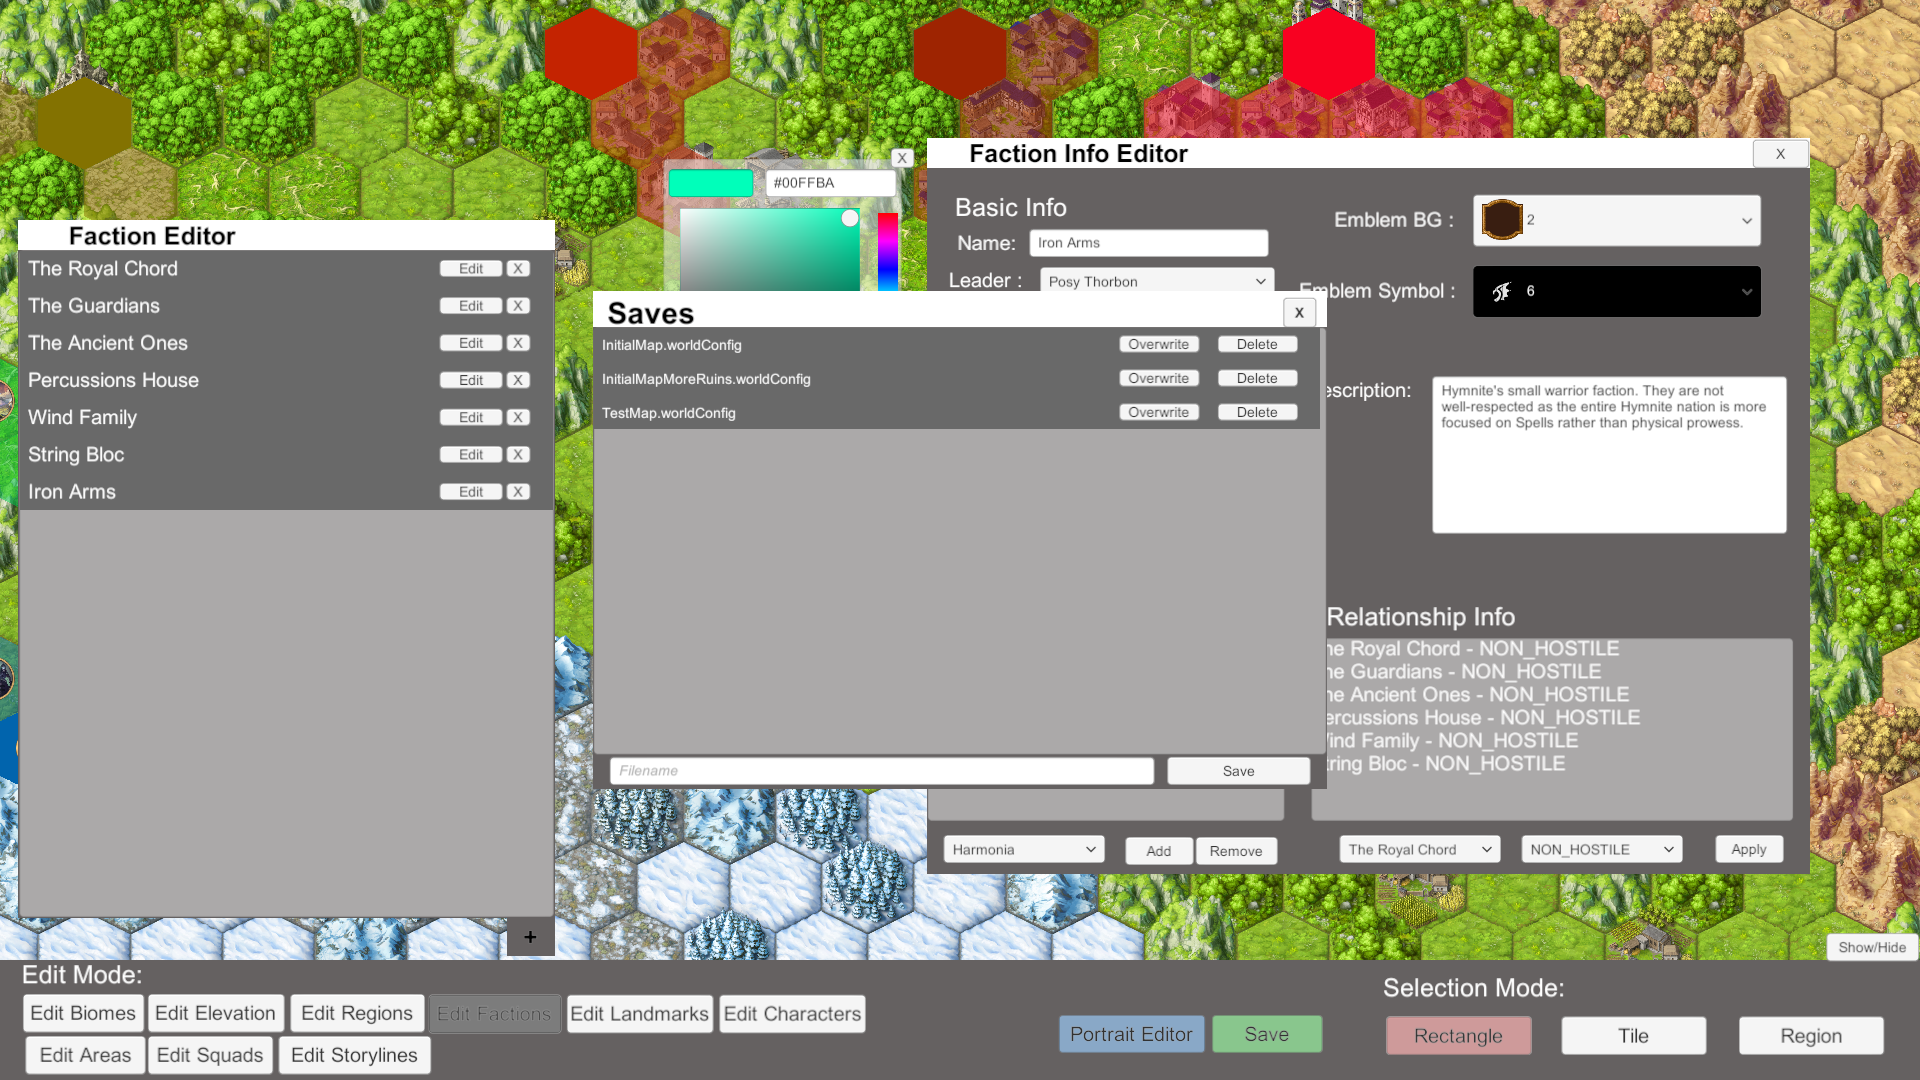 Faction Editor
The Royal Chord Edit X
The Guardians Edit X
The Ancient Ones Edit X
Percussions House Edit X
Wind Family Edit X
String Bloc Edit X
Iron Arms Edit X
+
X
#00FFBA
Faction Info Editor X
Basic Info
Name: Iron Arms
Leader : Posy Thorbon
Emblem BG : 2
Emblem Symbol : 6
escription:
Hymnite's small warrior faction. They are not
well-respected as the entire Hymnite nation is more
focused on Spells rather than physical prowess.
Relationship Info
he Royal Chord - NON_HOSTILE
he Guardians - NON_HOSTILE
he Ancient Ones - NON_HOSTILE
ercussions House - NON_HOSTILE
ind Family - NON_HOSTILE
tring Bloc - NON_HOSTILE
Harmonia Add Remove
The Royal Chord NON_HOSTILE Apply
Saves X
InitialMap.worldConfig Overwrite Delete
InitialMapMoreRuins.worldConfig Overwrite Delete
TestMap.worldConfig Overwrite Delete
Filename Save
Show/Hide
Edit Mode:
Edit Biomes Edit Elevation Edit Regions Edit Factions Edit Landmarks Edit Characters
Edit Areas Edit Squads Edit Storylines
Portrait Editor Save
Selection Mode:
Rectangle Tile Region